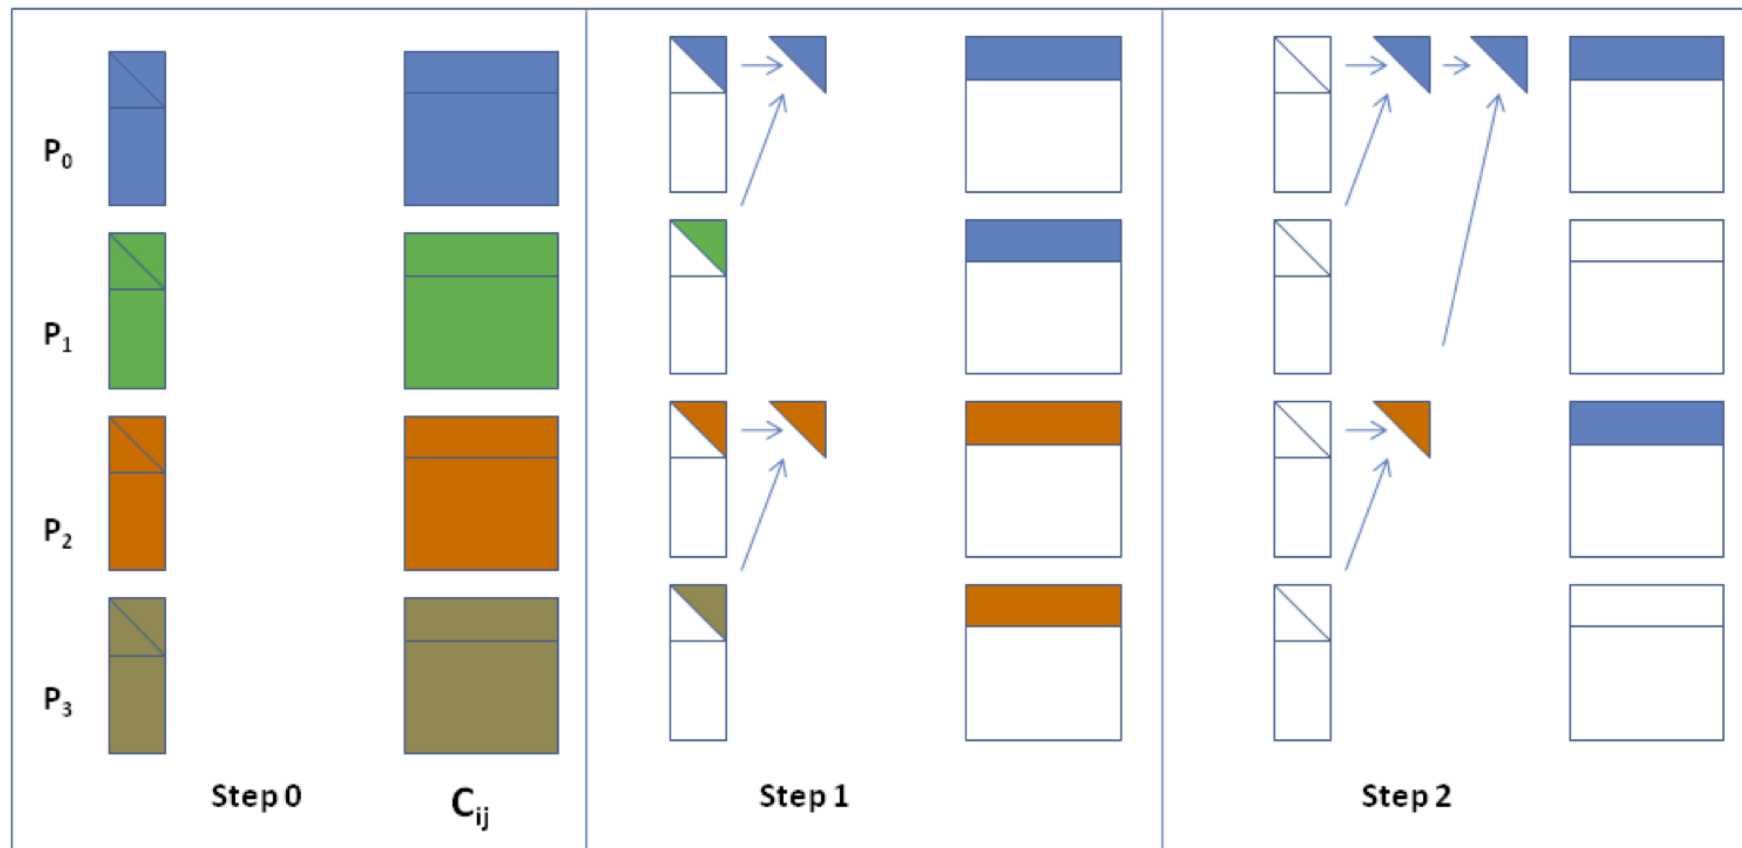 P₀
P₁
P₂
P₃
Step 0
Cᵢⱼ
Step 1
Step 2